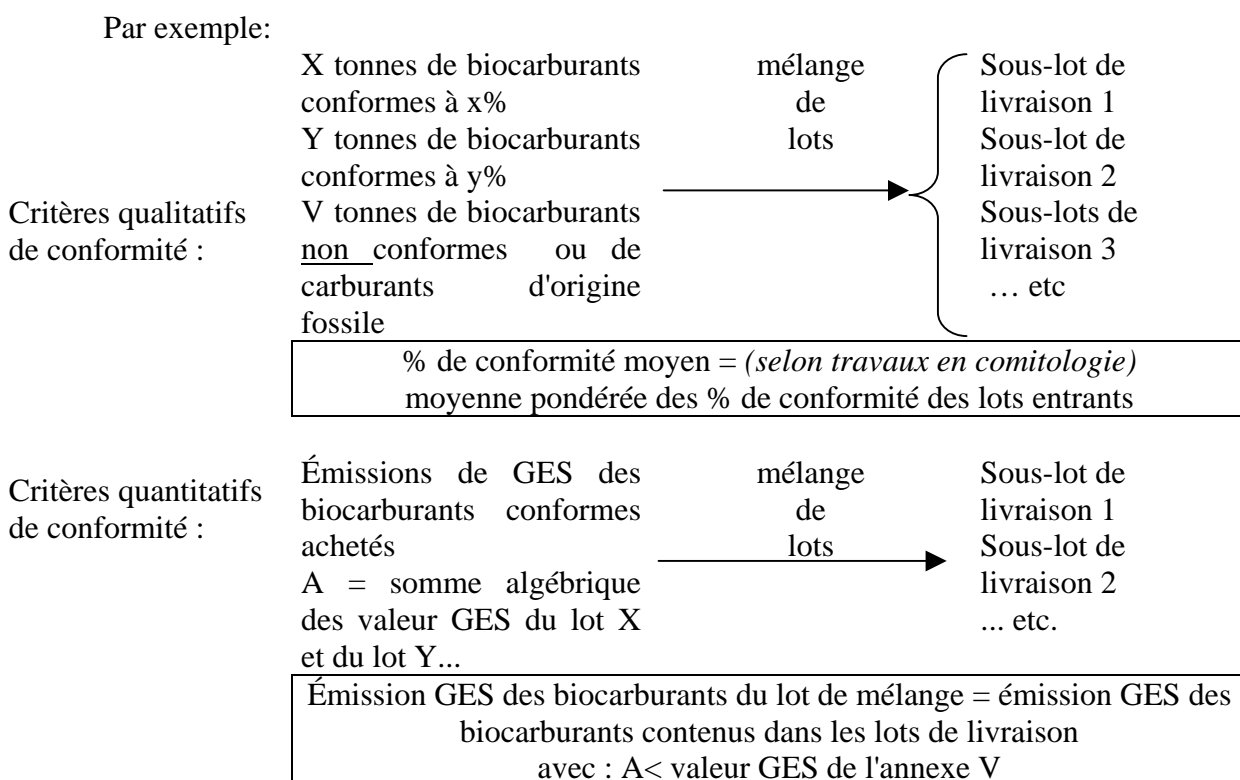 Par exemple:
X tonnes de biocarburants
conformes à x%
Y tonnes de biocarburants
conformes à y%
V tonnes de biocarburants
non conformes ou de
carburants d'origine
fossile
mélange
de
lots
Sous-lot de
livraison 1
Sous-lot de
livraison 2
Sous-lots de
livraison 3
… etc
Critères qualitatifs
de conformité :
% de conformité moyen = (selon travaux en comitologie)
moyenne pondérée des % de conformité des lots entrants
Critères quantitatifs
de conformité :
Émissions de GES des
biocarburants conformes
achetés
A = somme algébrique
des valeur GES du lot X
et du lot Y...
mélange
de
lots
Sous-lot de
livraison 1
Sous-lot de
livraison 2
... etc.
Émission GES des biocarburants du lot de mélange = émission GES des
biocarburants contenus dans les lots de livraison
avec : A< valeur GES de l'annexe V